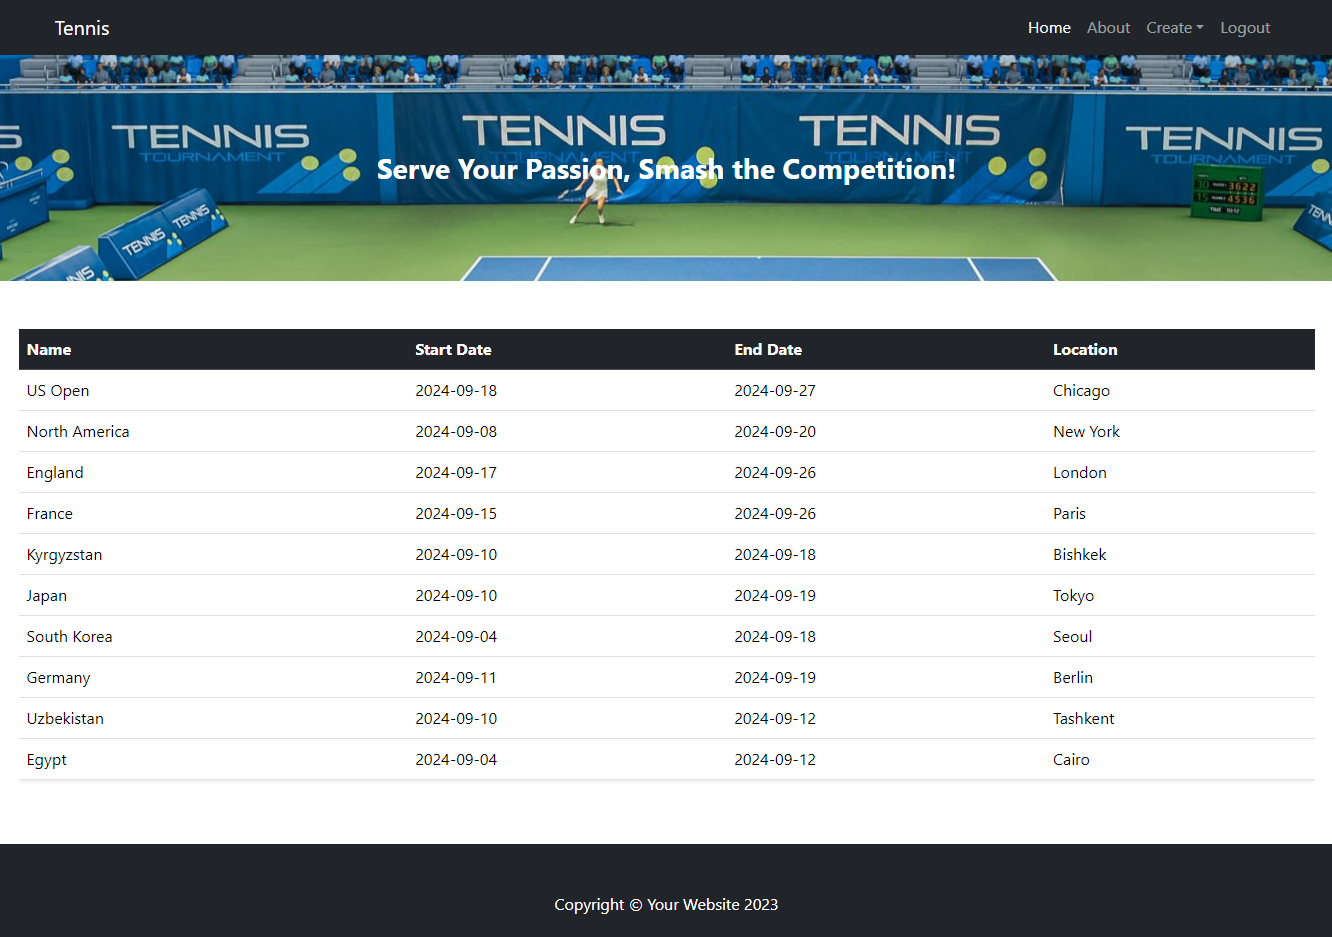 Tennis Home About Create Logout
TENNIS TENNIS TENNIS TENNIS
TOURNAMENT TOURNAMENT
Serve Your Passion, Smash the Competition!
TENNIS TENNIS
TENNIS
Name Start Date End Date Location
US Open 2024-09-18 2024-09-27 Chicago
North America 2024-09-08 2024-09-20 New York
England 2024-09-17 2024-09-26 London
France 2024-09-15 2024-09-26 Paris
Kyrgyzstan 2024-09-10 2024-09-18 Bishkek
Japan 2024-09-10 2024-09-19 Tokyo
South Korea 2024-09-04 2024-09-18 Seoul
Germany 2024-09-11 2024-09-19 Berlin
Uzbekistan 2024-09-10 2024-09-12 Tashkent
Egypt 2024-09-04 2024-09-12 Cairo
Copyright © Your Website 2023